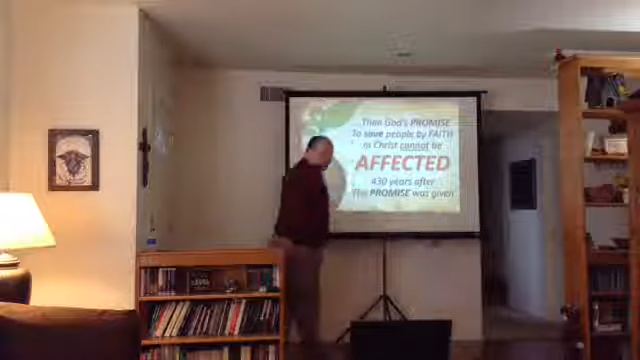 Then God's PROMISE
To save people by FAITH
in Christ cannot be
AFFECTED
430 years after
The PROMISE was given